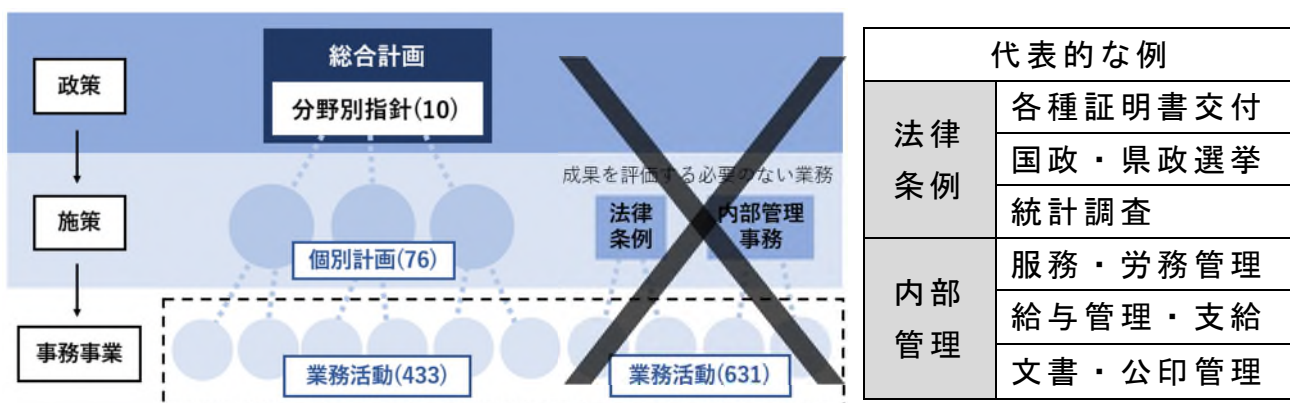 政策
施策
事務事業
総合計画
分野別指針(10)
個別計画(76)
業務活動(433)
成果を評価する必要のない業務
法律
条例
内部管理
事務
業務活動(631)
代表的な例
法律
条例
各種証明書交付
国政・県政選挙
統計調査
内部
管理
服務・労務管理
給与管理・支給
文書・公印管理